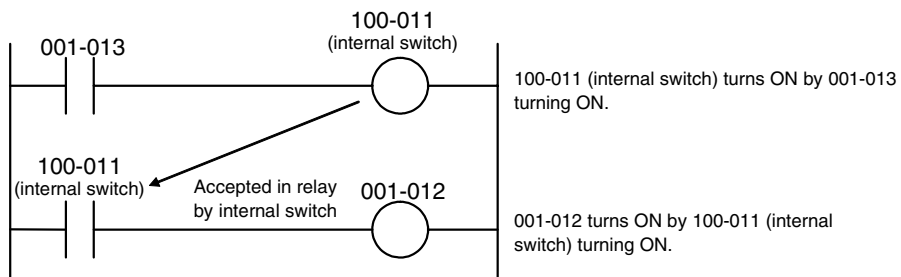 100-011
(internal switch)
001-013
100-011 (internal switch) turns ON by 001-013
turning ON.
100-011
(internal switch)
Accepted in relay
by internal switch
001-012
001-012 turns ON by 100-011 (internal
switch) turning ON.